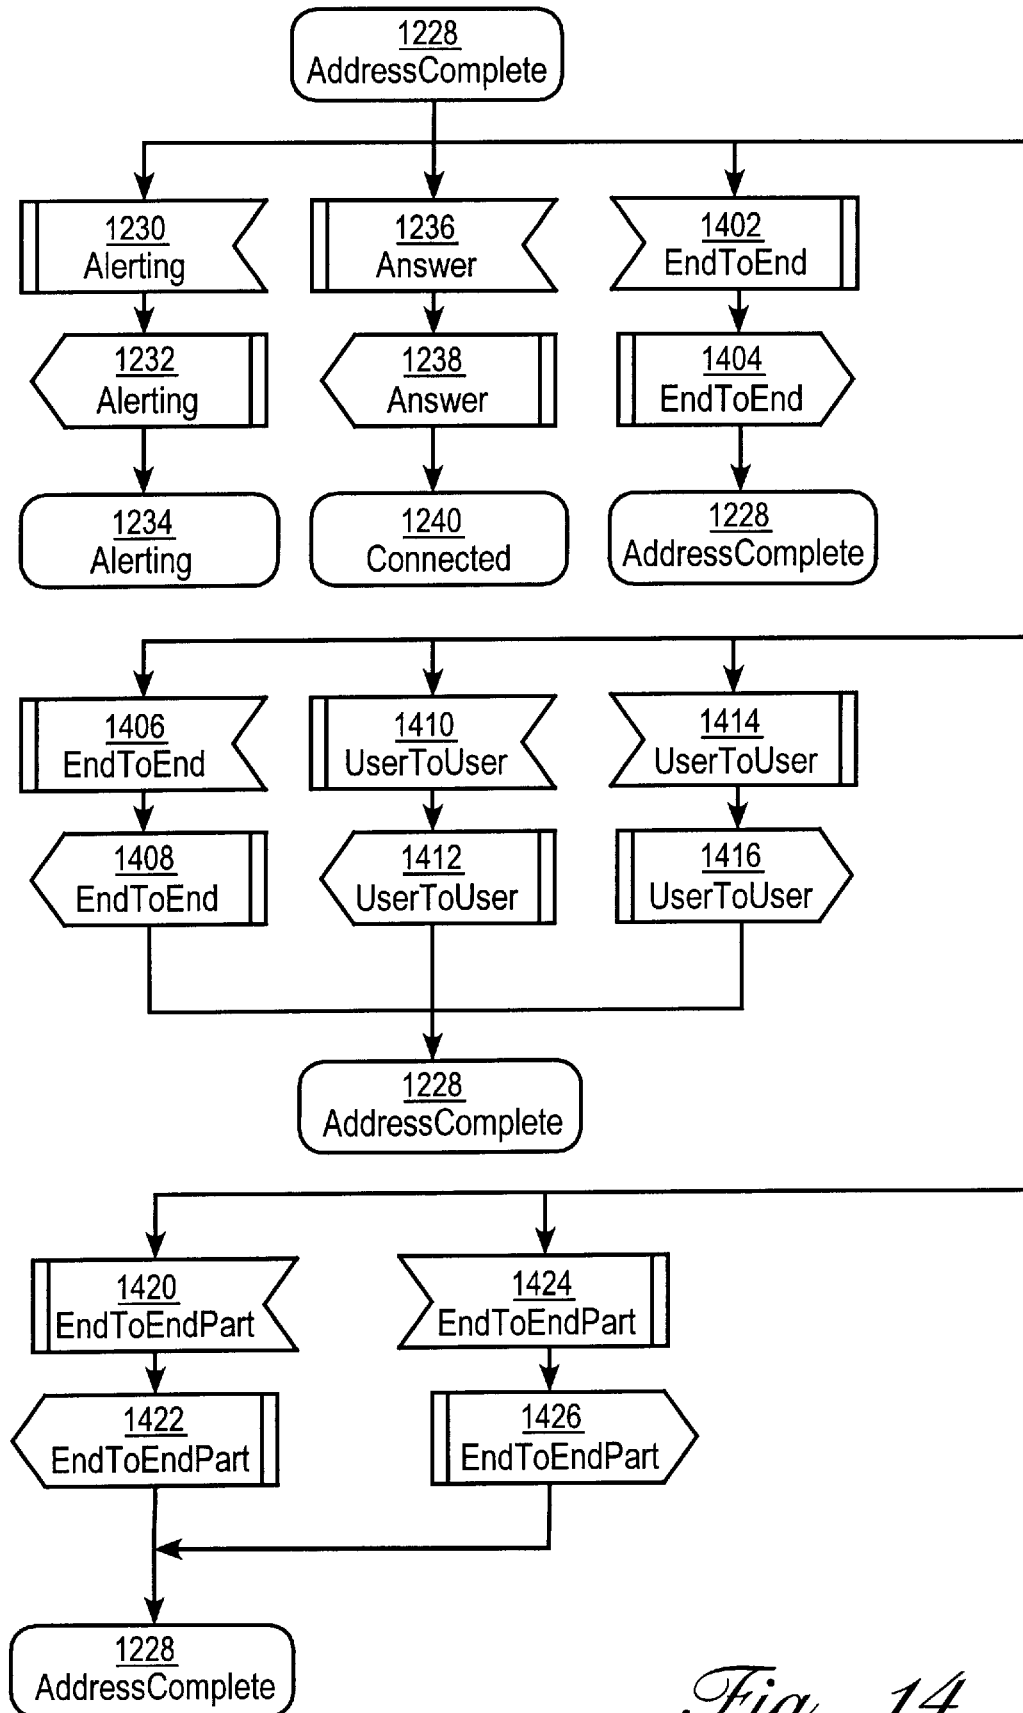 1228
AddressComplete
1230
Alerting
1236
Answer
1402
EndToEnd
1232
Alerting
1238
Answer
1404
EndToEnd
1234
Alerting
1240
Connected
1228
AddressComplete
1406
EndToEnd
1410
UserToUser
1414
UserToUser
1408
EndToEnd
1412
UserToUser
1416
UserToUser
1228
AddressComplete
1420
EndToEndPart
1424
EndToEndPart
1422
EndToEndPart
1426
EndToEndPart
1228
AddressComplete
Fig. 14